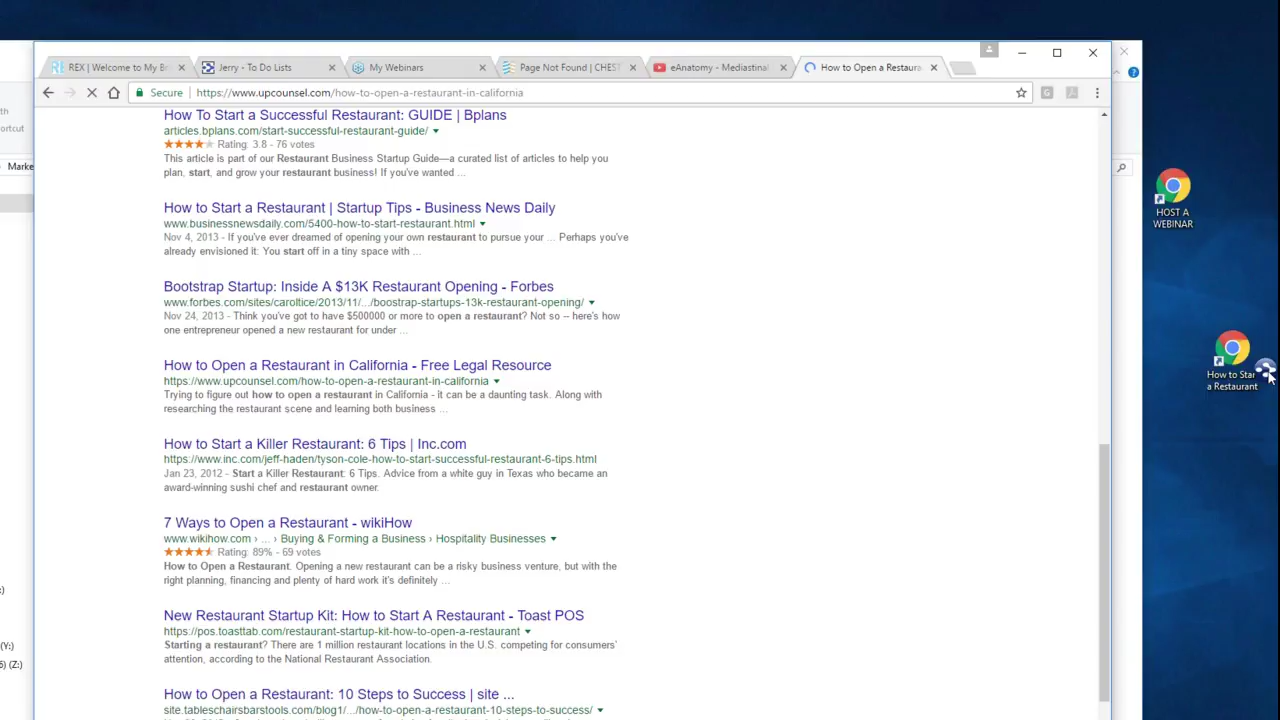 REX | Welcome to My B
Jerry - To Do Lists
My Webinars
Page Not Found | CHEST
eAnatomy - Mediastina
How to Open a Restaura
Secure
https://www.upcounsel.com/how-to-open-a-restaurant-in-california
How To Start a Successful Restaurant: GUIDE | Bplans
articles.bplans.com/start-successful-restaurant-guide/
Rating: 3.8 - 76 votes
This article is part of our Restaurant Business Startup Guide—a curated list of articles to help you
plan, start, and grow your restaurant business! If you've wanted ...
How to Start a Restaurant | Startup Tips - Business News Daily
www.businessnewsdaily.com/5400-how-to-start-restaurant.html
Nov 4, 2013 - If you've ever dreamed of opening your own restaurant to pursue your ... Perhaps you've
already envisioned it: You start off in a tiny space with ...
Bootstrap Startup: Inside A $13K Restaurant Opening - Forbes
www.forbes.com/sites/caroltice/2013/11/.../boostrap-startups-13k-restaurant-opening/
Nov 24, 2013 - Think you've got to have $500000 or more to open a restaurant? Not so -- here's how
one entrepreneur opened a new restaurant for under ...
How to Open a Restaurant in California - Free Legal Resource
https://www.upcounsel.com/how-to-open-a-restaurant-in-california
Trying to figure out how to open a restaurant in California - it can be a daunting task. Along with
researching the restaurant scene and learning both business ...
How to Start a Killer Restaurant: 6 Tips | Inc.com
https://www.inc.com/jeff-haden/tyson-cole-how-to-start-successful-restaurant-6-tips.html
Jan 23, 2012 - Start a Killer Restaurant: 6 Tips. Advice from a white guy in Texas who became an
award-winning sushi chef and restaurant owner.
7 Ways to Open a Restaurant - wikiHow
www.wikihow.com › ... › Buying & Forming a Business › Hospitality Businesses
Rating: 89% - 69 votes
How to Open a Restaurant. Opening a new restaurant can be a risky business venture, but with the
right planning, financing and plenty of hard work it's definitely ...
New Restaurant Startup Kit: How to Start A Restaurant - Toast POS
https://pos.toasttab.com/restaurant-startup-kit-how-to-open-a-restaurant
Starting a restaurant? There are 1 million restaurant locations in the U.S. competing for consumers'
attention, according to the National Restaurant Association.
How to Open a Restaurant: 10 Steps to Success | site ...
site.tableschairsbarstools.com/blog1/.../how-to-open-a-restaurant-10-steps-to-success/
HOST A
WEBINAR
How to Star
a Restaurant
th
ortcut
Marke
(Y:)
6) (Z:)